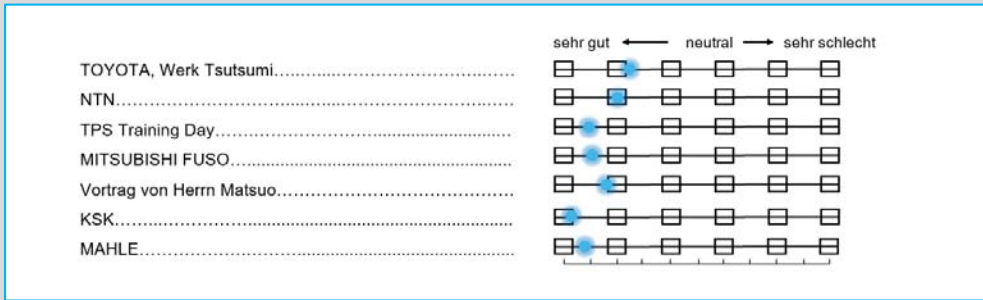 sehr gut ← neutral → sehr schlecht
TOYOTA, Werk Tsutsumi
NTN
TPS Training Day
MITSUBISHI FUSO
Vortrag von Herrn Matsuo
KSK
MAHLE